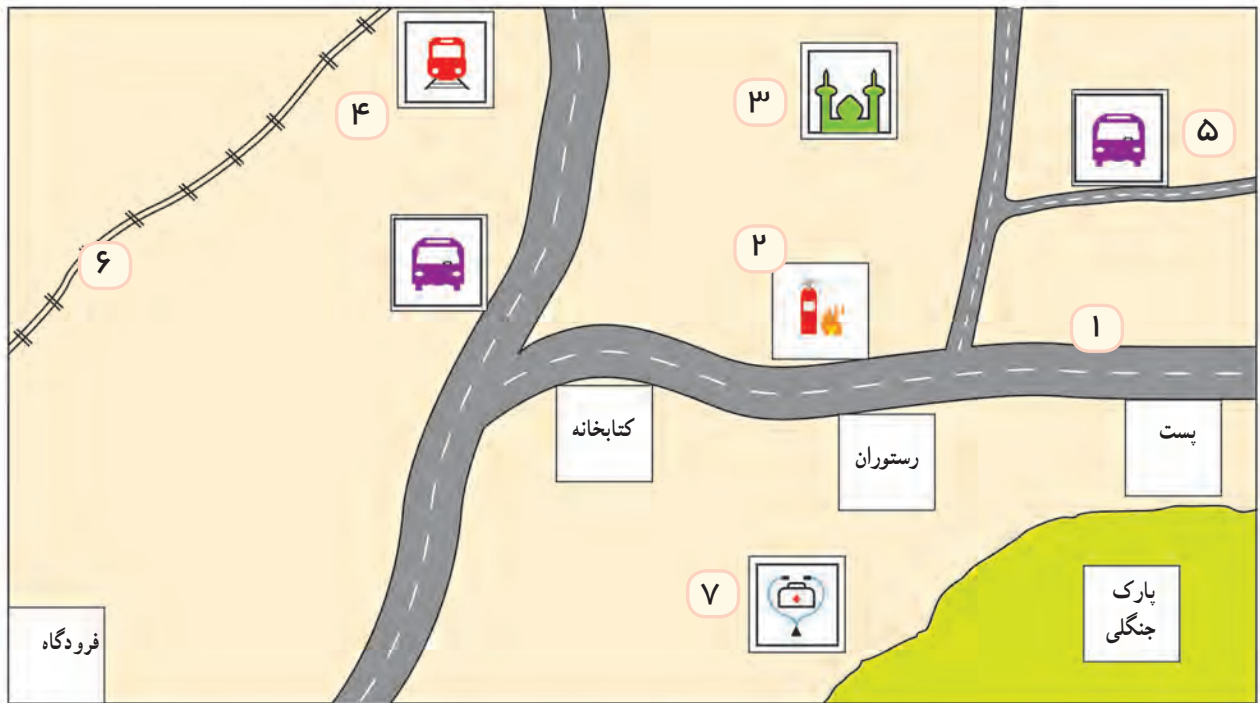 ۴
۳
۵
۲
۶
۱
کتابخانه
پست
رستوران
۷
پارک
جنگلی
فرودگاه